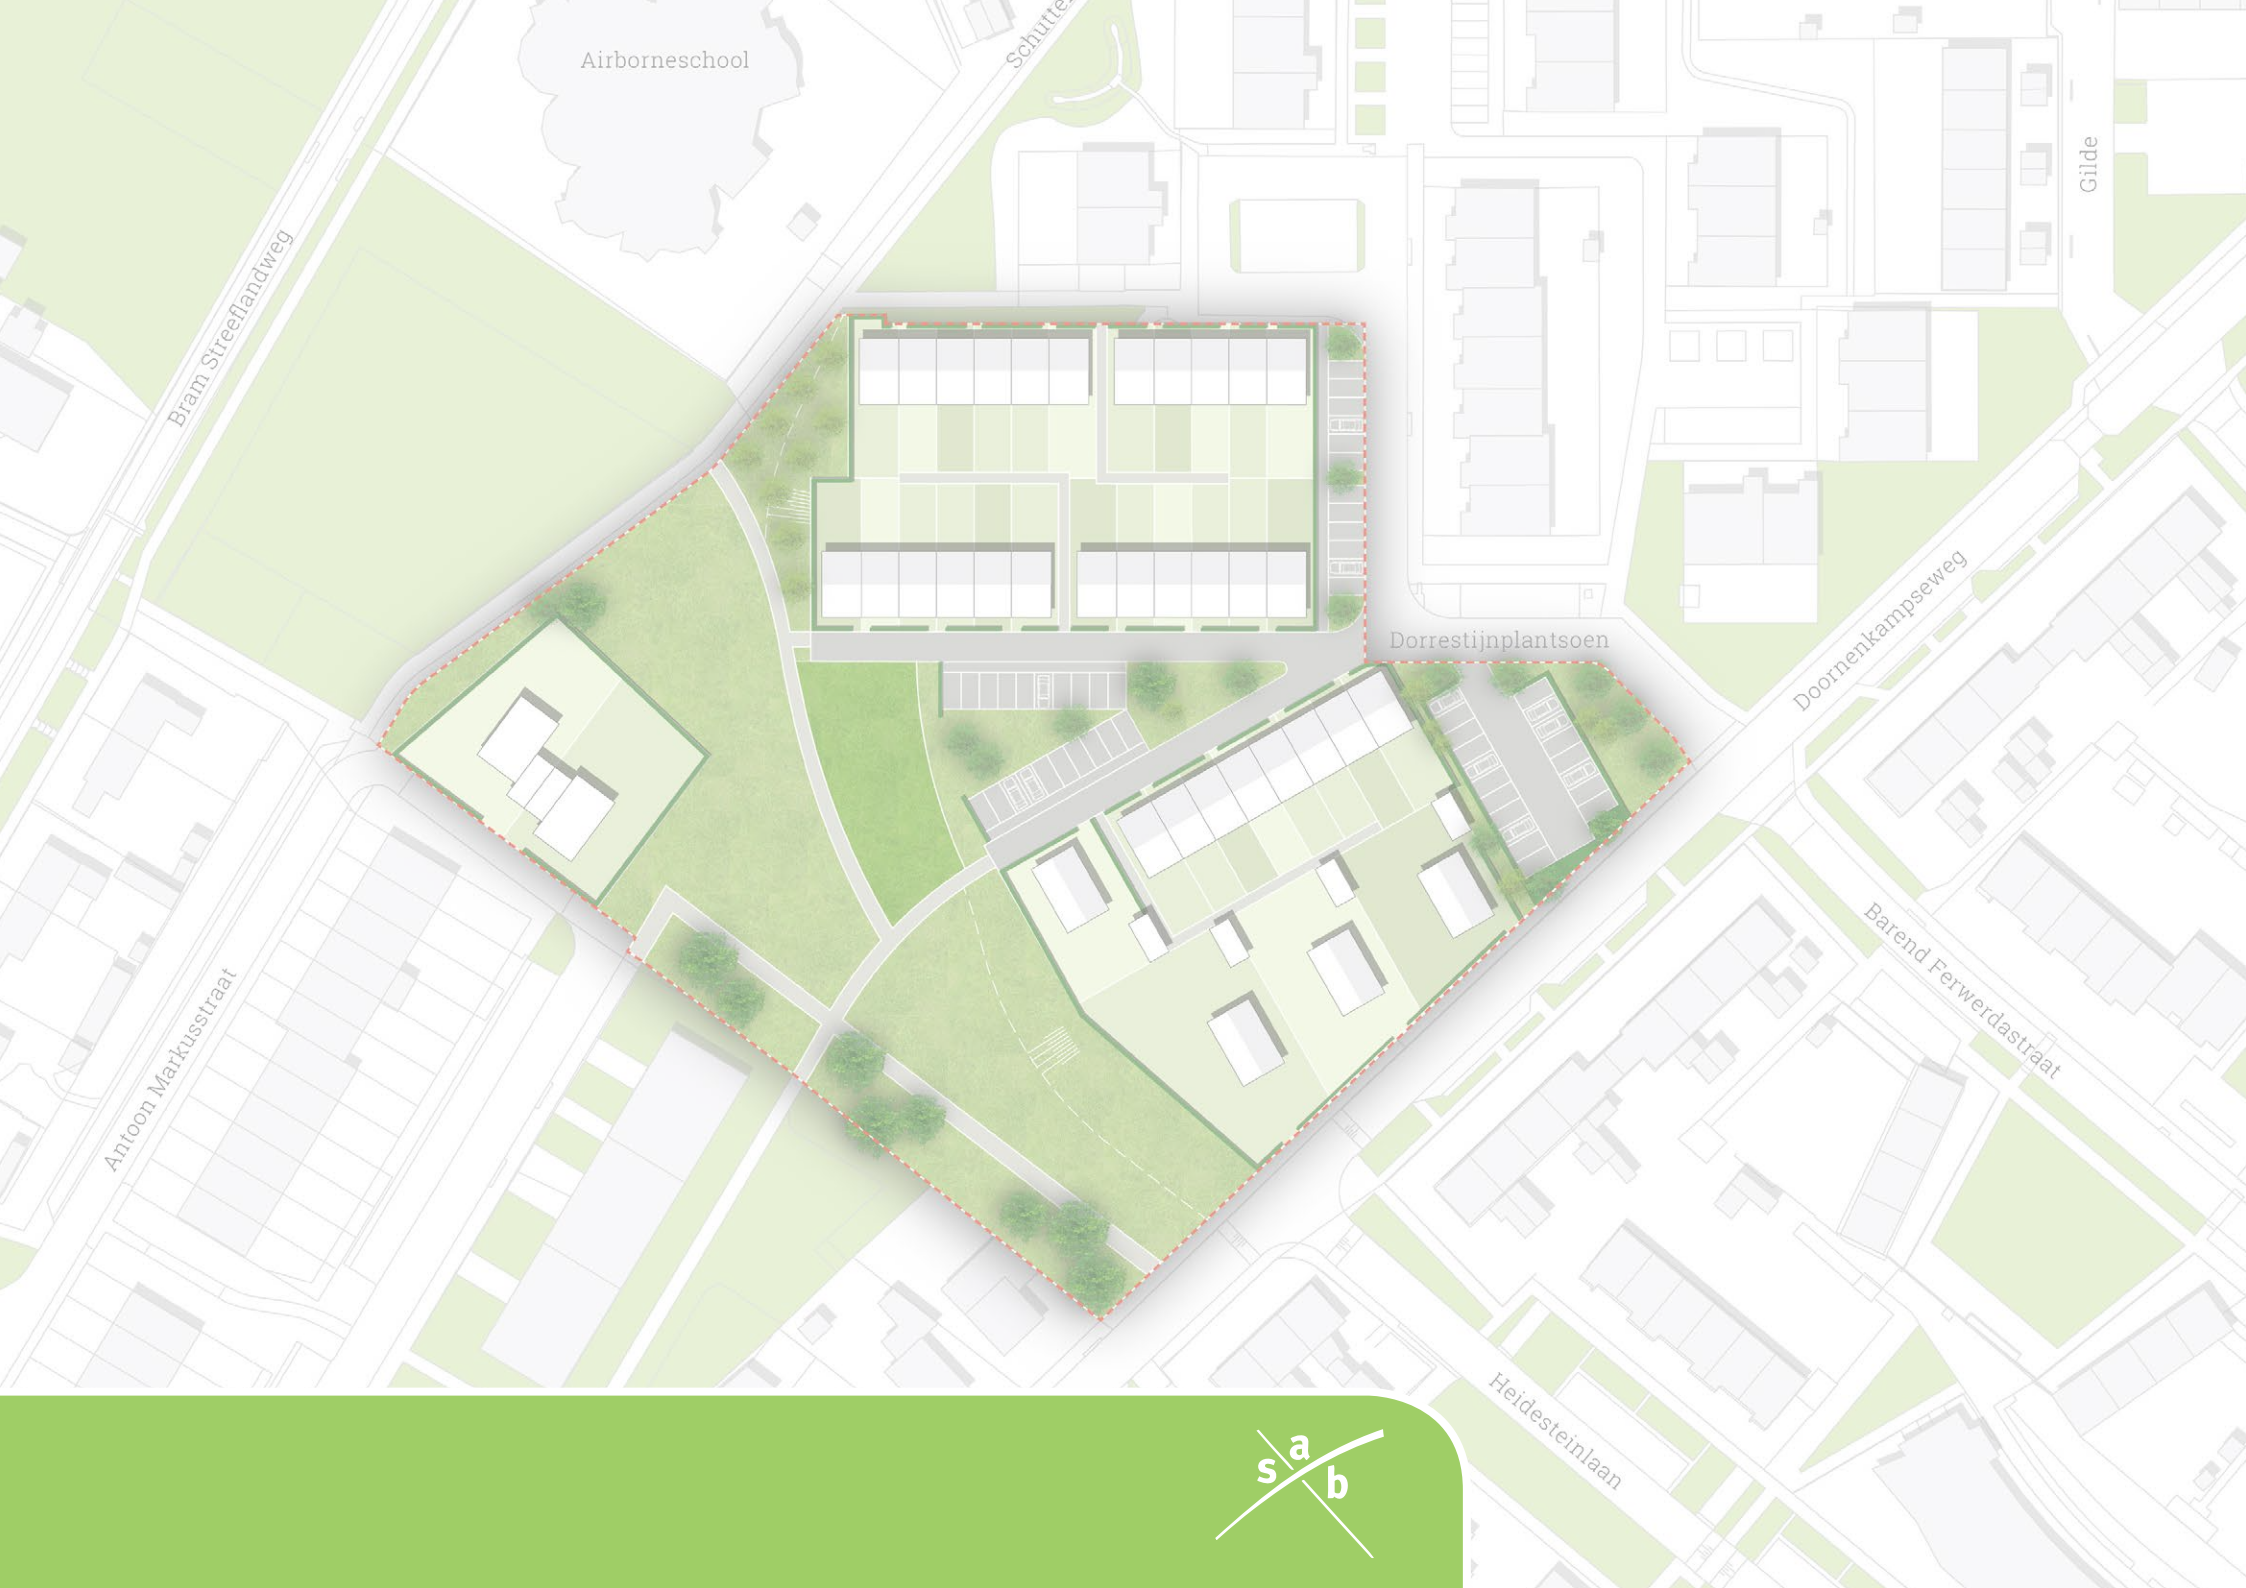 Airborneschool
Schutte
Gilde
Bram Streeflandweg
Dorrestijnplantsoen
Doornenkampseweg
Barend Ferwerdastraat
Antoon Markusstraat
Heidesteinlaan
s a b